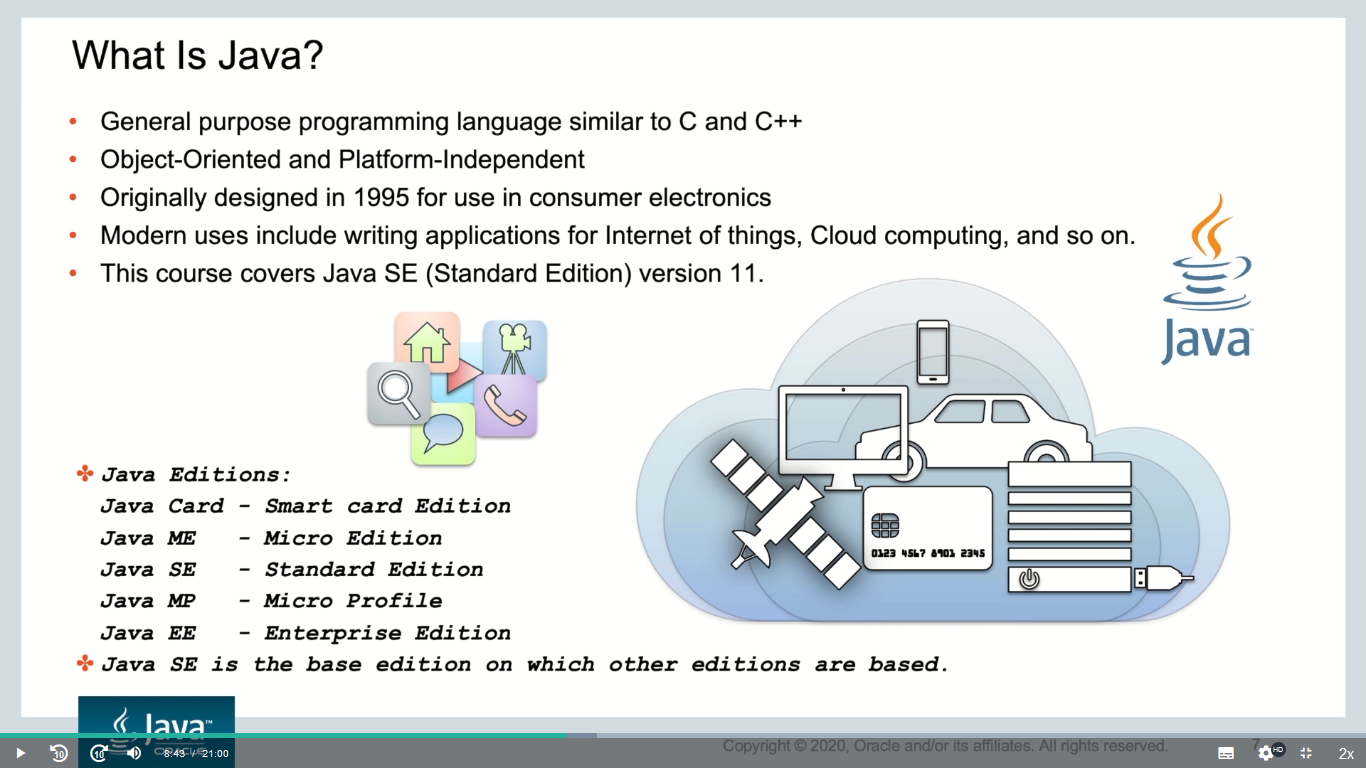 What Is Java?
• General purpose programming language similar to C and C++
• Object-Oriented and Platform-Independent
• Originally designed in 1995 for use in consumer electronics
• Modern uses include writing applications for Internet of things, Cloud computing, and so on.
• This course covers Java SE (Standard Edition) version 11.
Java™
0123 4567 8901 2345
Java Editions:
Java Card - Smart card Edition
Java ME - Micro Edition
Java SE - Standard Edition
Java MP - Micro Profile
Java EE - Enterprise Edition
Java SE is the base edition on which other editions are based.
Java™
ORACLE
Copyright © 2020, Oracle and/or its affiliates. All rights reserved. 7
10 10 8:43 / 21:00 HD 2x